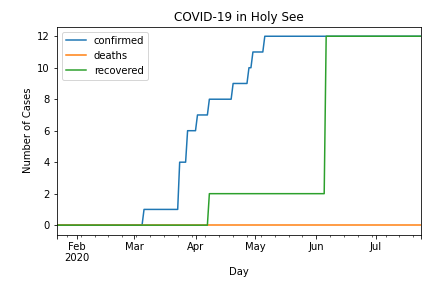 COVID-19 in Holy See
confirmed
deaths
recovered
12
10
8
6
4
2
0
Number of Cases
Feb Mar Apr May Jun Jul
2020
Day